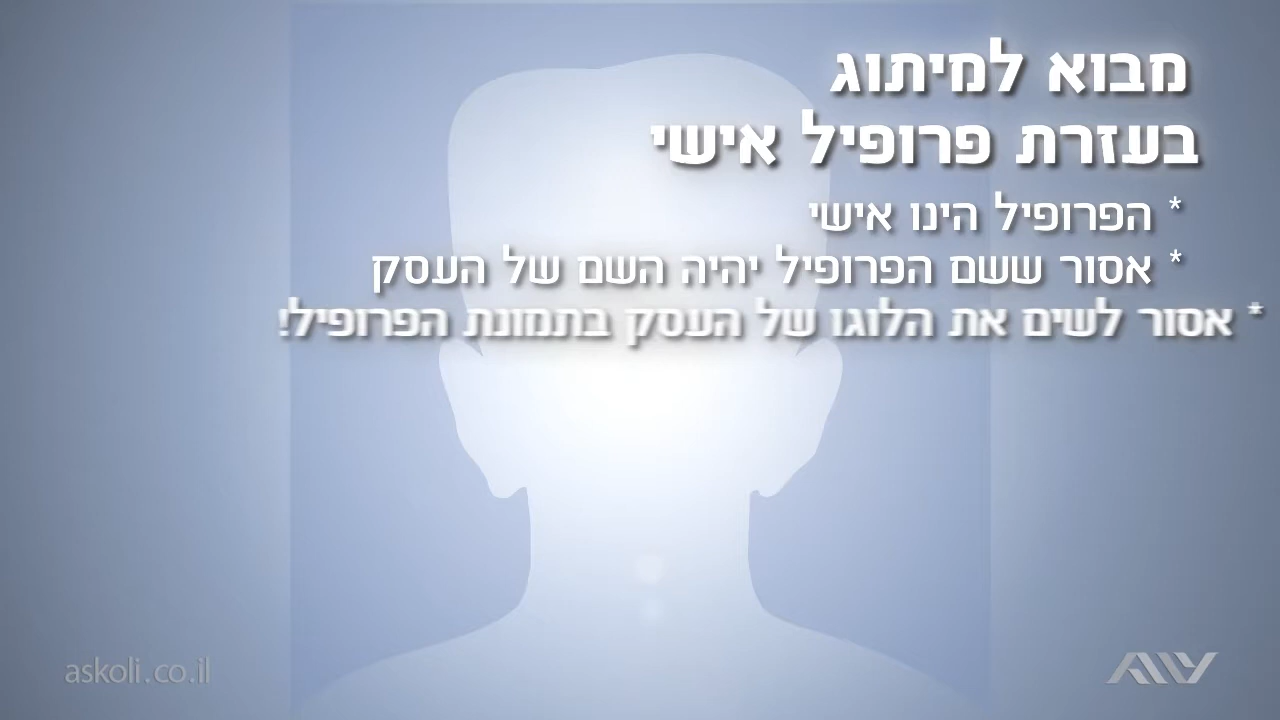 מבוא למיתוג
בעזרת פרופיל אישי
* הפרופיל הינו אישי
* אסור ששם הפרופיל יהיה השם של העסק
* אסור לשים את הלוגו של העסק בתמונת הפרופיל!
askoli.co.il